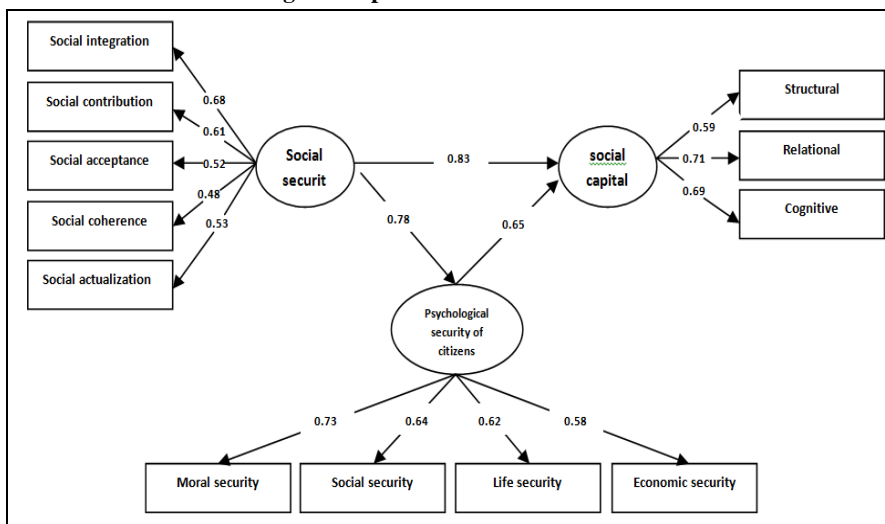 Social integration
Social contribution
Social acceptance
Social coherence
Social actualization
0.68
0.61
0.52
0.48
0.53
Social
securit
0.83
0.78
0.65
social
capital
0.59
0.71
0.69
Structural
Relational
Cognitive
Psychological
security of
citizens
0.73
0.64
0.62
0.58
Moral security
Social security
Life security
Economic security